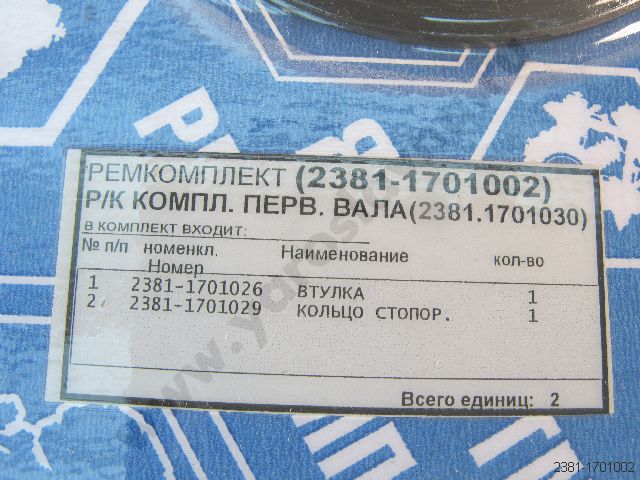 РЕМКОМПЛЕКТ (2381-1701002)
Р/К КОМПЛ. ПЕРВ. ВАЛА(2381.1701030)
В КОМПЛЕКТ ВХОДИТ:
№ п/п номенкл. Номер Наименование кол-во
1 2381-1701026 ВТУЛКА 1
2 2381-1701029 КОЛЬЦО СТОПОР. 1
Всего единиц: 2
2381-1701002